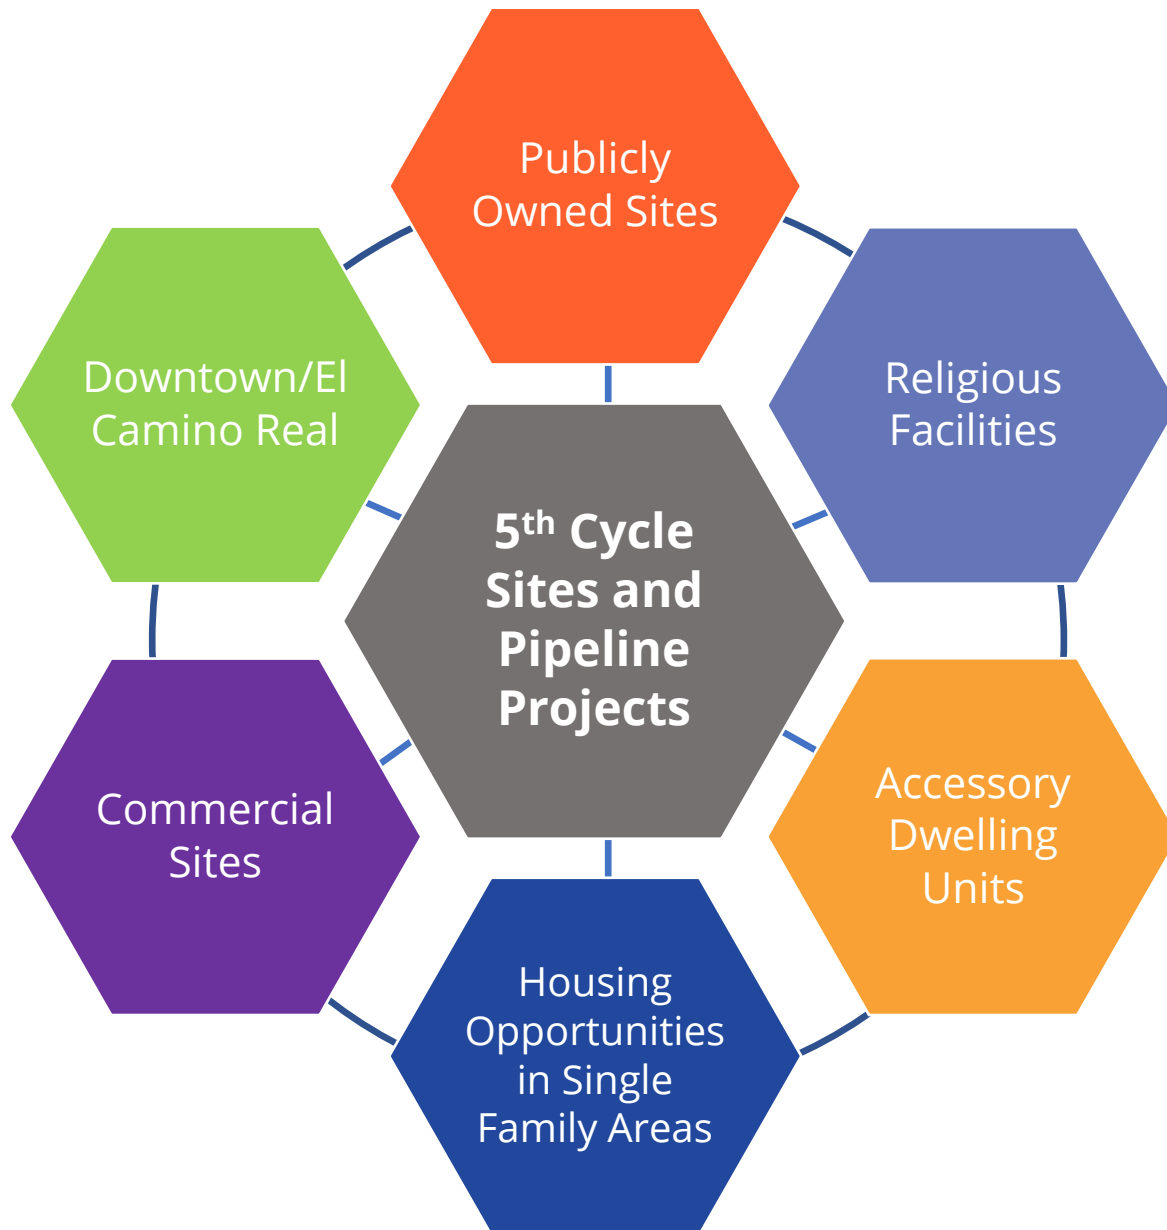 Publicly
Owned Sites
Downtown/El
Camino Real
Religious
Facilities
5th Cycle
Sites and
Pipeline
Projects
Commercial
Sites
Accessory
Dwelling
Units
Housing
Opportunities
in Single
Family Areas